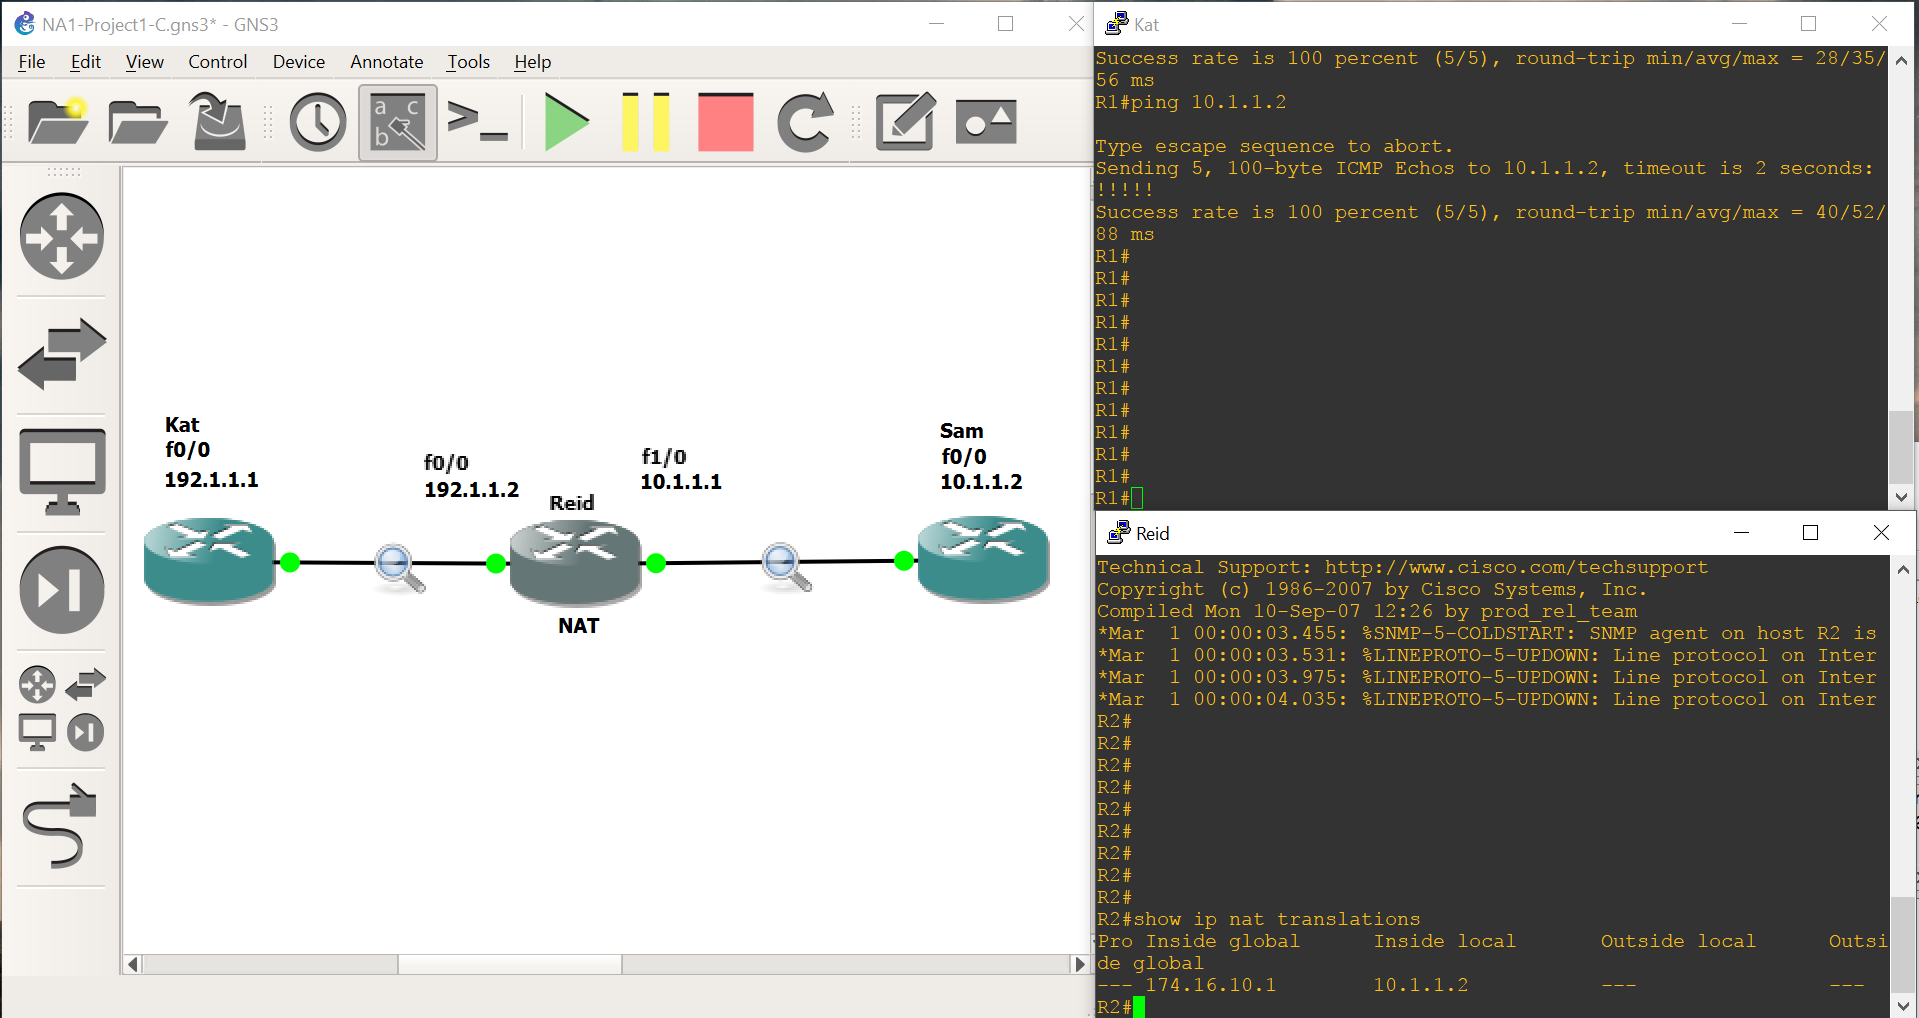 NA1-Project1-C.gns3* - GNS3
File Edit View Control Device Annotate Tools Help
a c
b
Kat
f0/0
192.1.1.1
f0/0
192.1.1.2
Reid
NAT
f1/0
10.1.1.1
Sam
f0/0
10.1.1.2
Kat
Success rate is 100 percent (5/5), round-trip min/avg/max = 28/35/
56 ms
R1#ping 10.1.1.2
Type escape sequence to abort.
Sending 5, 100-byte ICMP Echos to 10.1.1.2, timeout is 2 seconds:
!!!!!
Success rate is 100 percent (5/5), round-trip min/avg/max = 40/52/
88 ms
R1#
R1#
R1#
R1#
R1#
R1#
R1#
R1#
R1#
R1#
R1#
R1#
Reid
Technical Support: http://www.cisco.com/techsupport
Copyright (c) 1986-2007 by Cisco Systems, Inc.
Compiled Mon 10-Sep-07 12:26 by prod_rel_team
*Mar  1 00:00:03.455: %SNMP-5-COLDSTART: SNMP agent on host R2 is
*Mar  1 00:00:03.531: %LINEPROTO-5-UPDOWN: Line protocol on Inter
*Mar  1 00:00:03.975: %LINEPROTO-5-UPDOWN: Line protocol on Inter
*Mar  1 00:00:04.035: %LINEPROTO-5-UPDOWN: Line protocol on Inter
R2#
R2#
R2#
R2#
R2#
R2#
R2#
R2#
R2#
R2#show ip nat translations
Pro Inside global      Inside local       Outside local      Outsi
de global
--- 174.16.10.1        10.1.1.2           ---                ---
R2#